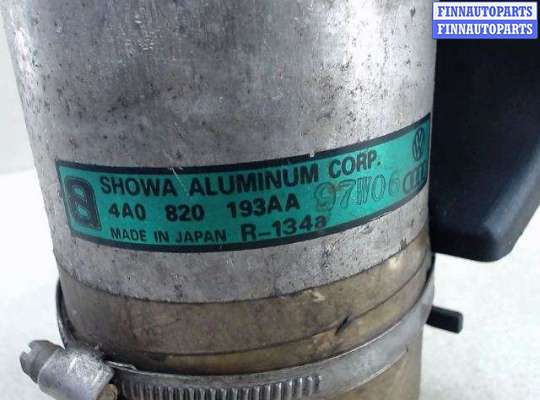 FINNAUTOPARTS
FINNAUTOPARTS
SHOWA ALUMINUM CORP.
4A0 820 193AA 97W06
MADE IN JAPAN R-134a